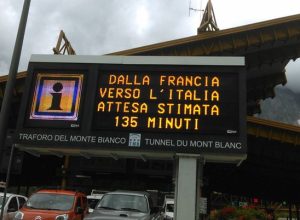 i
DALLA FRANCIA
VERSO L'ITALIA
ATTESA STIMATA
135 MINUTI
TRAFORO DEL MONTE BIANCO TUNNEL DU MONT BLANC